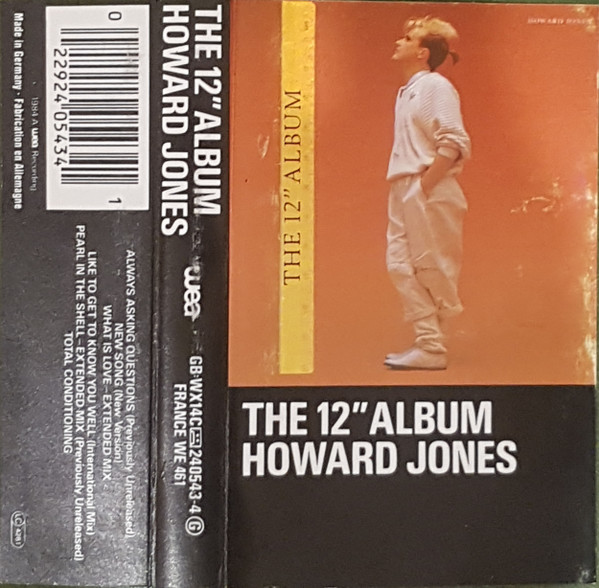 THE 12" ALBUM
HOWARD JONES
THE 12" ALBUM
HOWARD JONES
THE 12" ALBUM
HOWARD JONES
wea
GB: WX14C 240543-4 G
FRANCE WE 461
ALWAYS ASKING QUESTIONS (Previously Unreleased)
NEW SONG (New Version)
WHAT IS LOVE – EXTENDED MIX
LIKE TO GET TO KNOW YOU WELL (International Mix)
PEARL IN THE SHELL – EXTENDED MIX (Previously Unreleased)
TOTAL CONDITIONING
0 22924 05434 1
1984 A wea Recording
Made in Germany · Fabrication en Allemagne
LC 4281